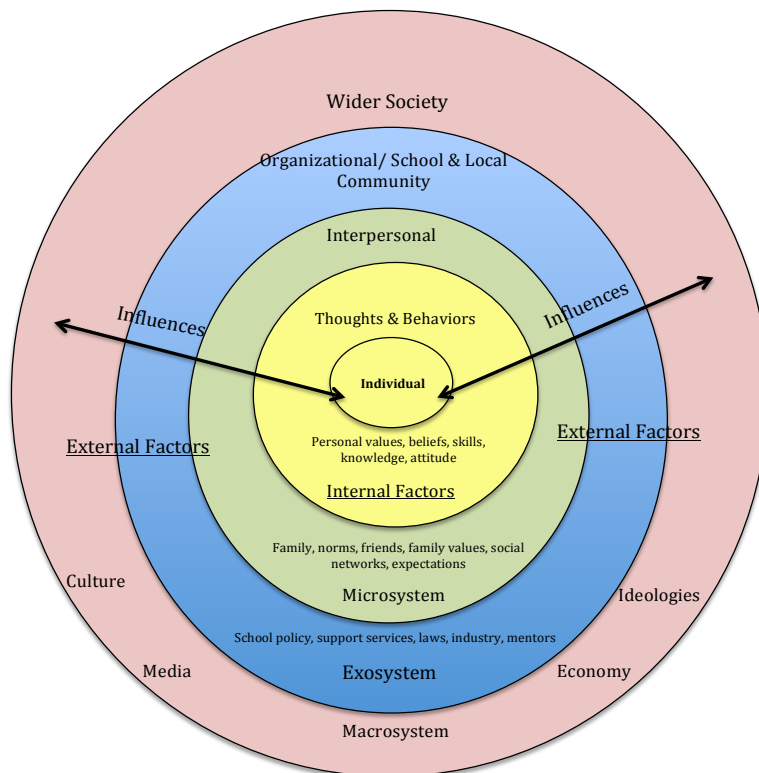 Wider Society
Organizational/ School & Local
Community
Interpersonal
Influences
Influences
Thoughts & Behaviors
Individual
External Factors
External Factors
Personal values, beliefs, skills,
knowledge, attitude
Internal Factors
Family, norms, friends, family values, social
networks, expectations
Culture
Microsystem
Ideologies
School policy, support services, laws, industry, mentors
Media
Exosystem
Economy
Macrosystem